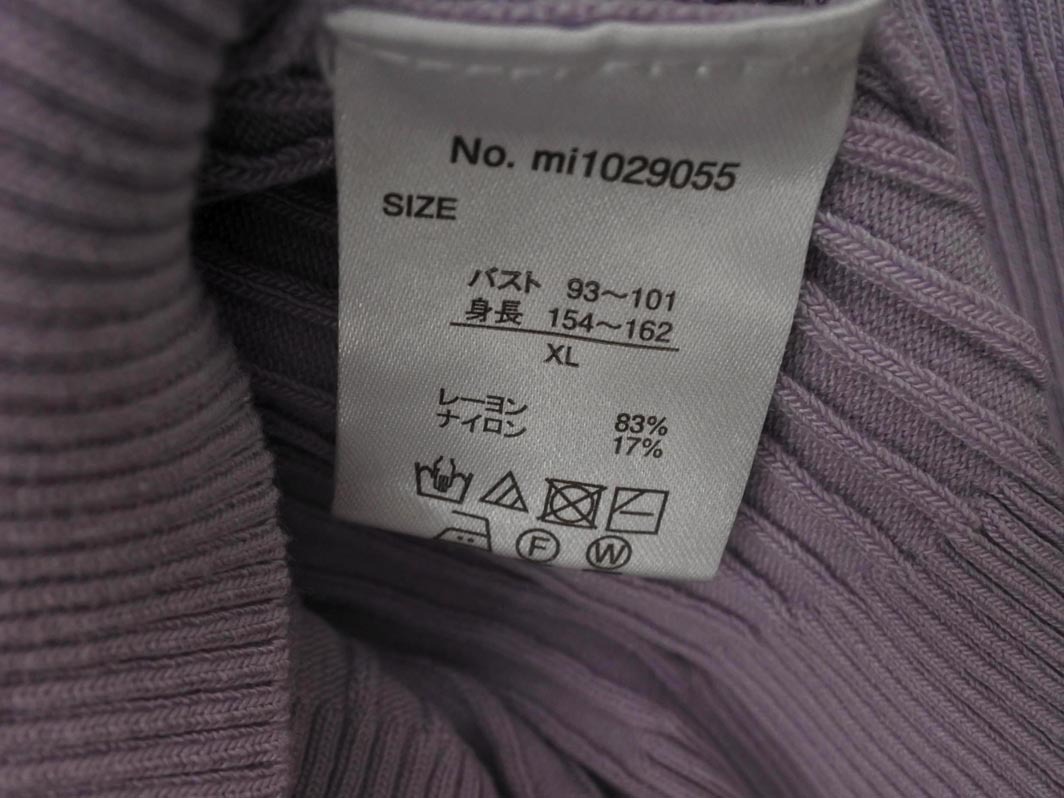 No. mi1029055
SIZE
バスト 93～101
身長 154～162
XL
レーヨン 83%
ナイロン 17%
F W